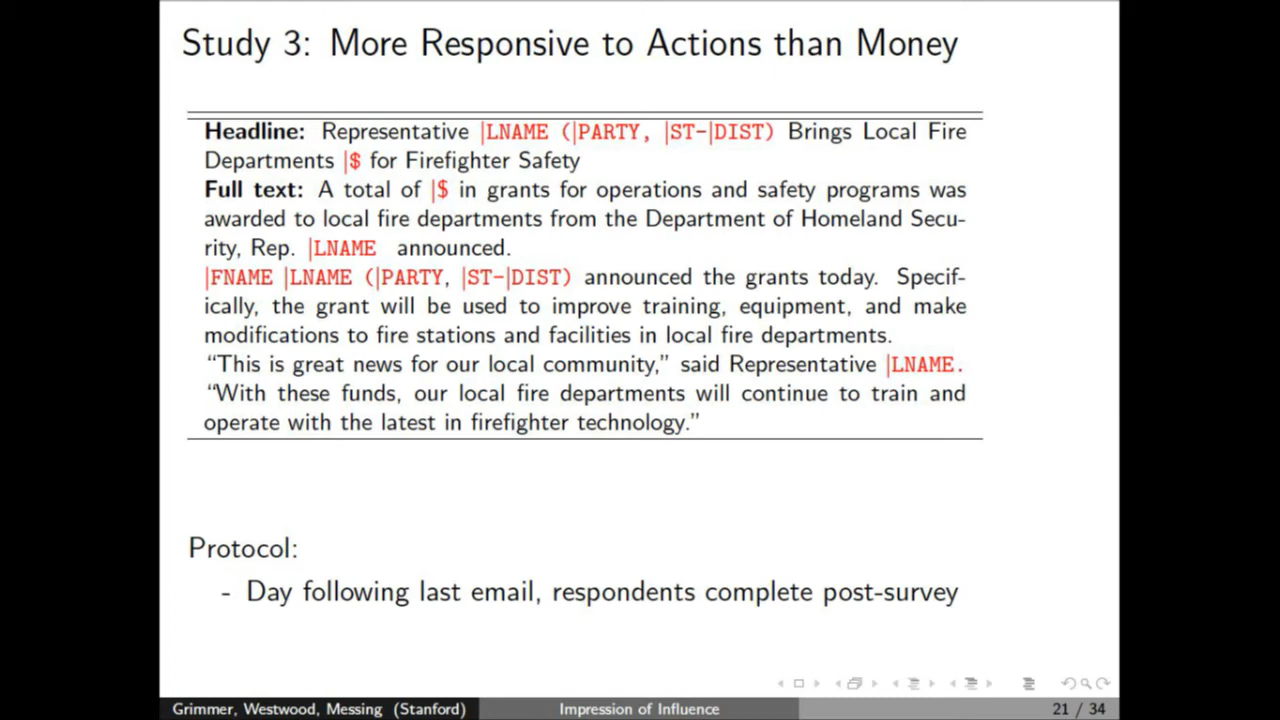 Study 3: More Responsive to Actions than Money
Headline: Representative |LNAME (|PARTY, |ST-|DIST) Brings Local Fire
Departments |$ for Firefighter Safety
Full text: A total of |$ in grants for operations and safety programs was
awarded to local fire departments from the Department of Homeland Secu-
rity, Rep. |LNAME announced.
|FNAME |LNAME (|PARTY, |ST-|DIST) announced the grants today. Specif-
ically, the grant will be used to improve training, equipment, and make
modifications to fire stations and facilities in local fire departments.
“This is great news for our local community,” said Representative |LNAME.
“With these funds, our local fire departments will continue to train and
operate with the latest in firefighter technology.”
Protocol:
- Day following last email, respondents complete post-survey
Grimmer, Westwood, Messing (Stanford) Impression of Influence 21 / 34